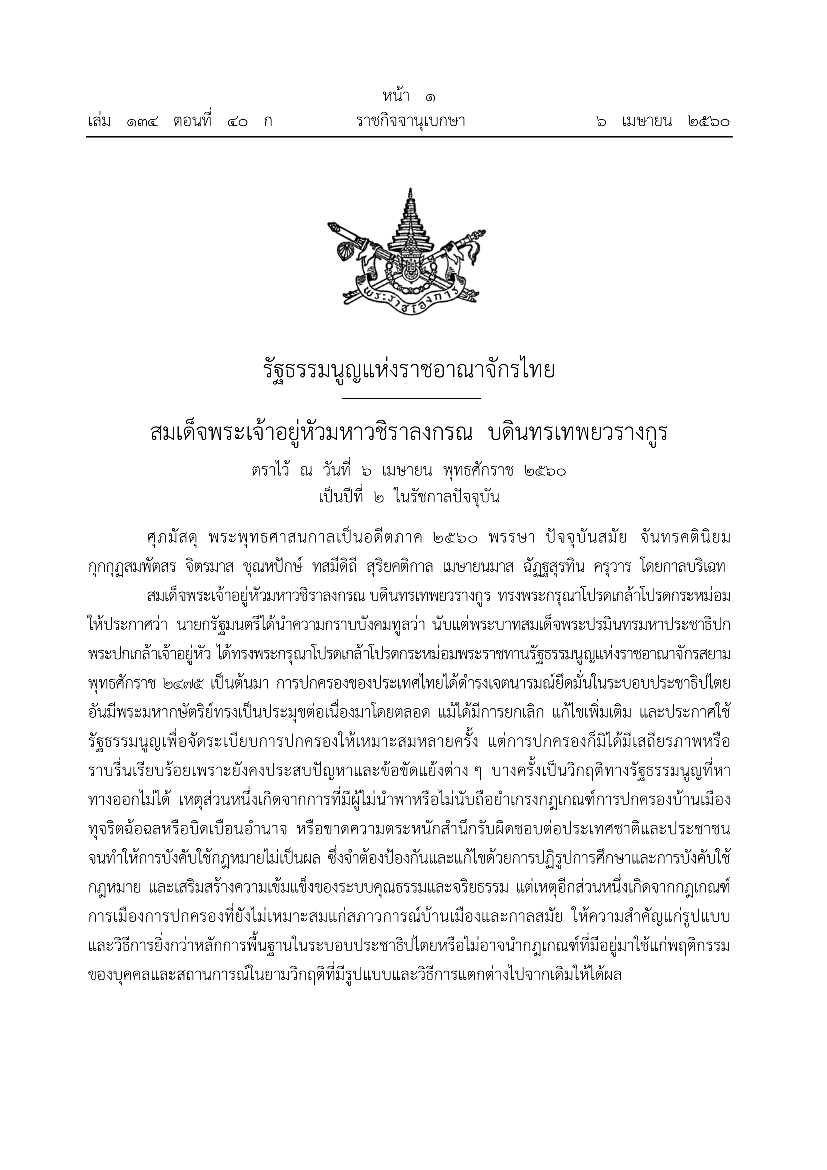 หน้า ๑
เล่ม ๑๓๔ ตอนที่ ๔๐ ก ราชกิจจานุเบกษา ๖ เมษายน ๒๕๖๐
พระราชโองการ
รัฐธรรมนูญแห่งราชอาณาจักรไทย
สมเด็จพระเจ้าอยู่หัวมหาวชิราลงกรณ บดินทรเทพยวรางกูร
ตราไว้ ณ วันที่ ๖ เมษายน พุทธศักราช ๒๕๖๐
เป็นปีที่ ๒ ในรัชกาลปัจจุบัน
ศุภมัสดุ พระพุทธศาสนกาลเป็นอดีตภาค ๒๕๖๐ พรรษา ปัจจุบันสมัย จันทรคตินิยม
กุกกุฏสมพัตสร จิตรมาส ชุณหปักษ์ ทสมีดิถี สุริยคติกาล เมษายนมาส ฉัฏฐสุรทิน ครุวาร โดยกาลบริเฉท
สมเด็จพระเจ้าอยู่หัวมหาวชิราลงกรณ บดินทรเทพยวรางกูร ทรงพระกรุณาโปรดเกล้าโปรดกระหม่อม
ให้ประกาศว่า นายกรัฐมนตรีได้นำความกราบบังคมทูลว่า นับแต่พระบาทสมเด็จพระปรมินทรมหาประชาธิปก
พระปกเกล้าเจ้าอยู่หัว ได้ทรงพระกรุณาโปรดเกล้าโปรดกระหม่อมพระราชทานรัฐธรรมนูญแห่งราชอาณาจักรสยาม
พุทธศักราช ๒๔๗๕ เป็นต้นมา การปกครองของประเทศไทยได้ดำรงเจตนารมณ์ยึดมั่นในระบอบประชาธิปไตย
อันมีพระมหากษัตริย์ทรงเป็นประมุขต่อเนื่องมาโดยตลอด แม้ได้มีการยกเลิก แก้ไขเพิ่มเติม และประกาศใช้
รัฐธรรมนูญเพื่อจัดระเบียบการปกครองให้เหมาะสมหลายครั้ง แต่การปกครองก็มิได้มีเสถียรภาพหรือ
ราบรื่นเรียบร้อยเพราะยังคงประสบปัญหาและข้อขัดแย้งต่าง ๆ บางครั้งเป็นวิกฤติทางรัฐธรรมนูญที่หา
ทางออกไม่ได้ เหตุส่วนหนึ่งเกิดจากการที่มีผู้ไม่นำพาหรือไม่นับถือยำเกรงกฎเกณฑ์การปกครองบ้านเมือง
ทุจริตฉ้อฉลหรือบิดเบือนอำนาจ หรือขาดความตระหนักสำนึกรับผิดชอบต่อประเทศชาติและประชาชน
จนทำให้การบังคับใช้กฎหมายไม่เป็นผล ซึ่งจำต้องป้องกันและแก้ไขด้วยการปฏิรูปการศึกษาและการบังคับใช้
กฎหมาย และเสริมสร้างความเข้มแข็งของระบบคุณธรรมและจริยธรรม แต่เหตุอีกส่วนหนึ่งเกิดจากกฎเกณฑ์
การเมืองการปกครองที่ยังไม่เหมาะสมแก่สภาวการณ์บ้านเมืองและกาลสมัย ให้ความสำคัญแก่รูปแบบ
และวิธีการยิ่งกว่าหลักการพื้นฐานในระบอบประชาธิปไตยหรือไม่อาจนำกฎเกณฑ์ที่มีอยู่มาใช้แก่พฤติกรรม
ของบุคคลและสถานการณ์ในยามวิกฤติที่มีรูปแบบและวิธีการแตกต่างไปจากเดิมให้ได้ผล